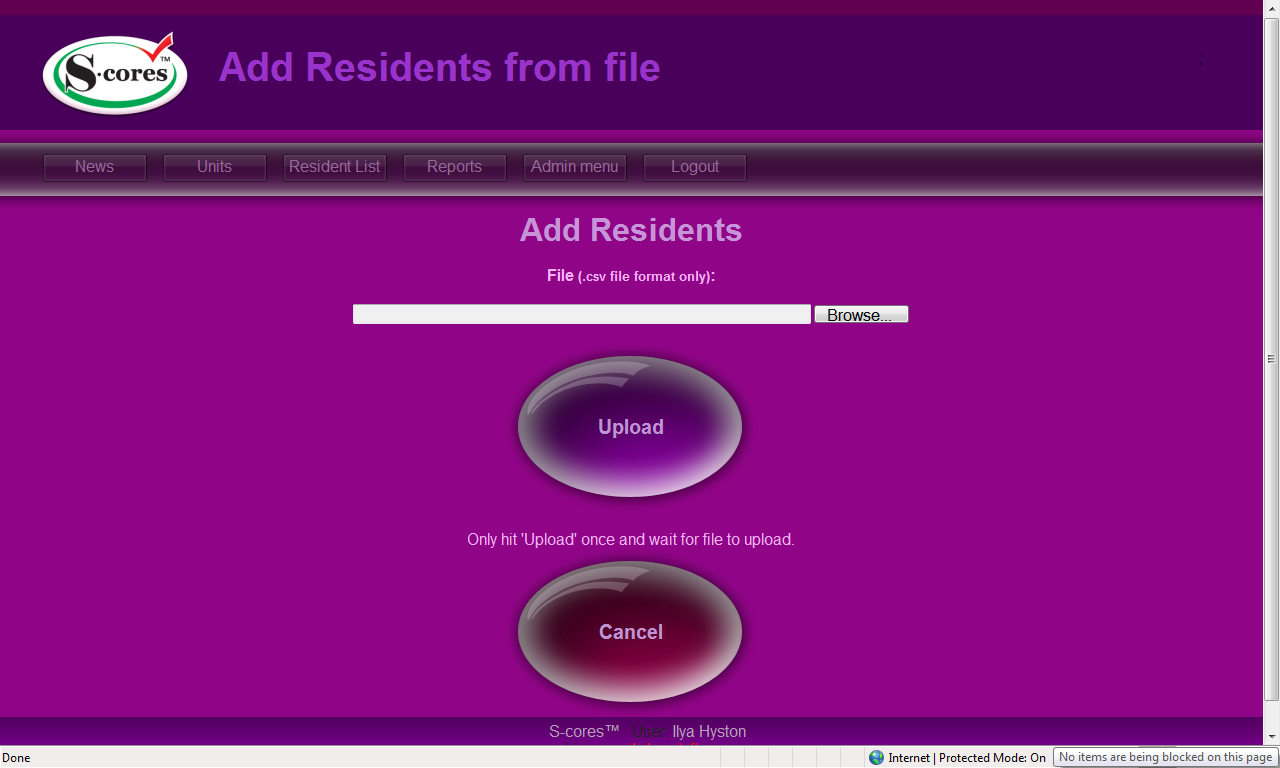 S·cores™
Add Residents from file
News Units Resident List Reports Admin menu Logout
Add Residents
File (.csv file format only):
Browse...
Upload
Only hit 'Upload' once and wait for file to upload.
Cancel
S-cores™ User: Ilya Hyston
Done Internet | Protected Mode: On No items are being blocked on this page